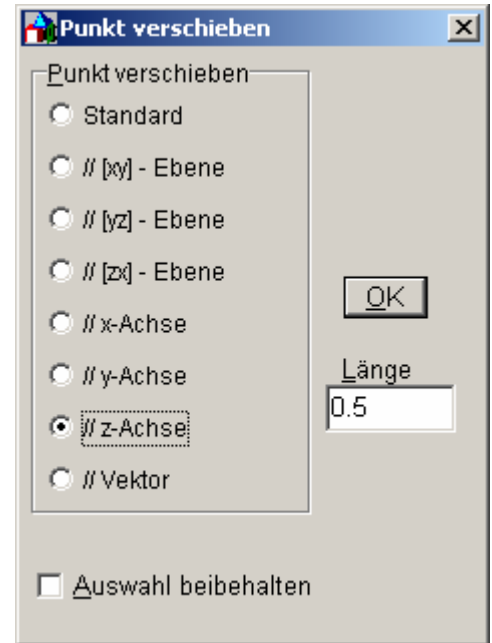 Punkt verschieben
Punkt verschieben
Standard
// [xy] - Ebene
// [yz] - Ebene
// [zx] - Ebene
// x-Achse
// y-Achse
// z-Achse
// Vektor
OK
Länge
0.5
Auswahl beibehalten